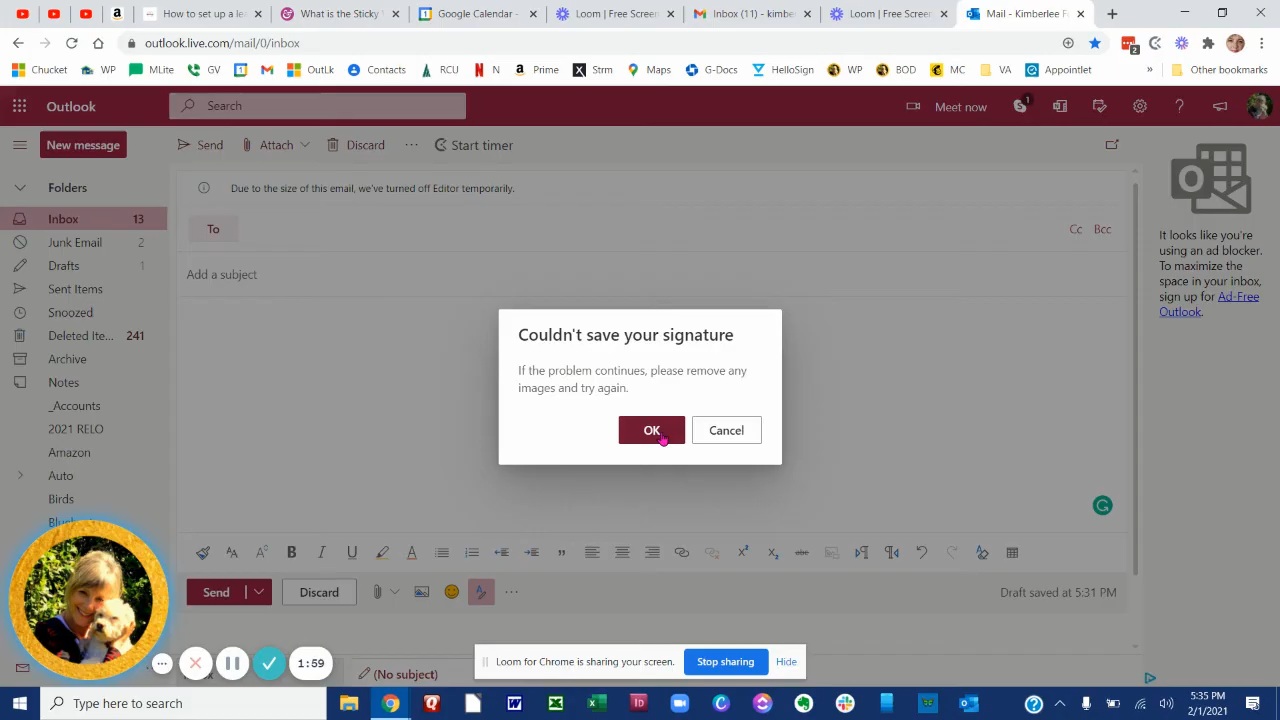 How to set up a lea
What is the Sticky
Google Calendar -
Loom | Free Screen
Inbox (11) - kimber
Loom | Free Screen
Mail - Kimberlee Fy
outlook.live.com/mail/0/inbox
2
Chucket
WP
MLite
GV
OutLk
Contacts
RCU
N
Prime
Strm
Maps
G-Docs
HelloSign
WP
BOD
MC
VA
Appointlet
»
Other bookmarks
Outlook
Search
Meet now
1
New message
Send
Attach
Discard
Start timer
Due to the size of this email, we've turned off Editor temporarily.
Folders
Inbox 13
Junk Email 2
Drafts 1
Sent Items
Snoozed
Deleted Ite... 241
Archive
Notes
_Accounts
2021 RELO
Amazon
Auto
Birds
To
Cc Bcc
Add a subject
It looks like you're
using an ad blocker.
To maximize the
space in your inbox,
sign up for Ad-Free
Outlook.
Couldn't save your signature
If the problem continues, please remove any
images and try again.
OK
Cancel
Send
Discard
Draft saved at 5:31 PM
1:59
Loom for Chrome is sharing your screen.
Stop sharing
Hide
(No subject)
Type here to search
5:35 PM
2/1/2021